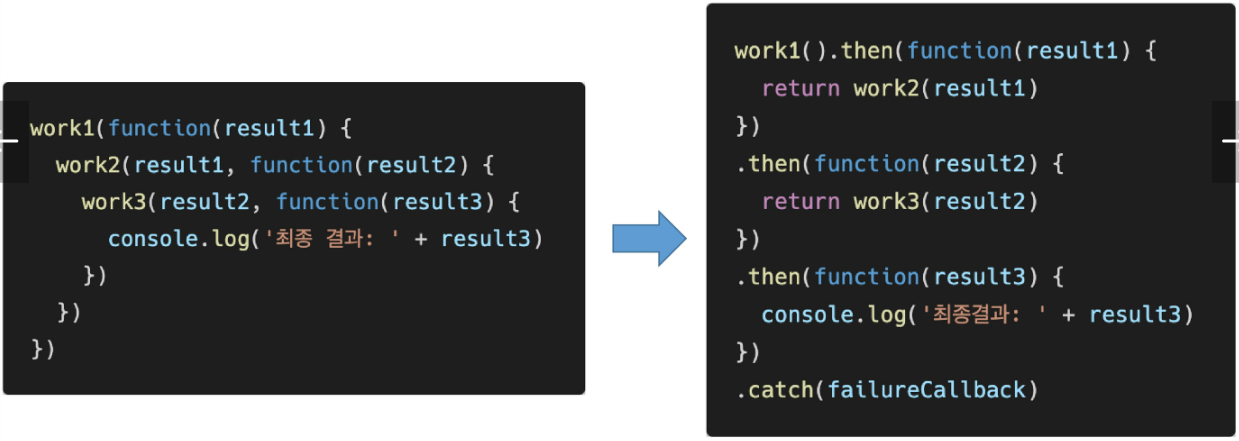 work1(function(result1) {
  work2(result1, function(result2) {
    work3(result2, function(result3) {
      console.log('최종 결과: ' + result3)
    })
  })
})
work1().then(function(result1) {
  return work2(result1)
})
.then(function(result2) {
  return work3(result2)
})
.then(function(result3) {
  console.log('최종결과: ' + result3)
})
.catch(failureCallback)